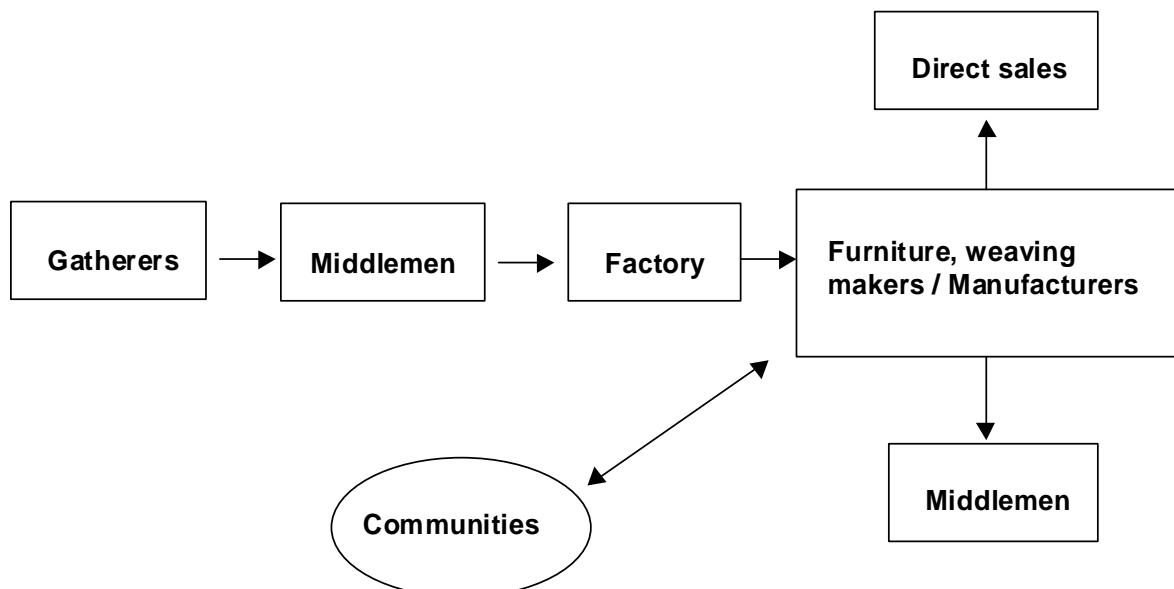 Direct sales
Gatherers
Middlemen
Factory
Furniture, weaving
makers / Manufacturers
Communities
Middlemen